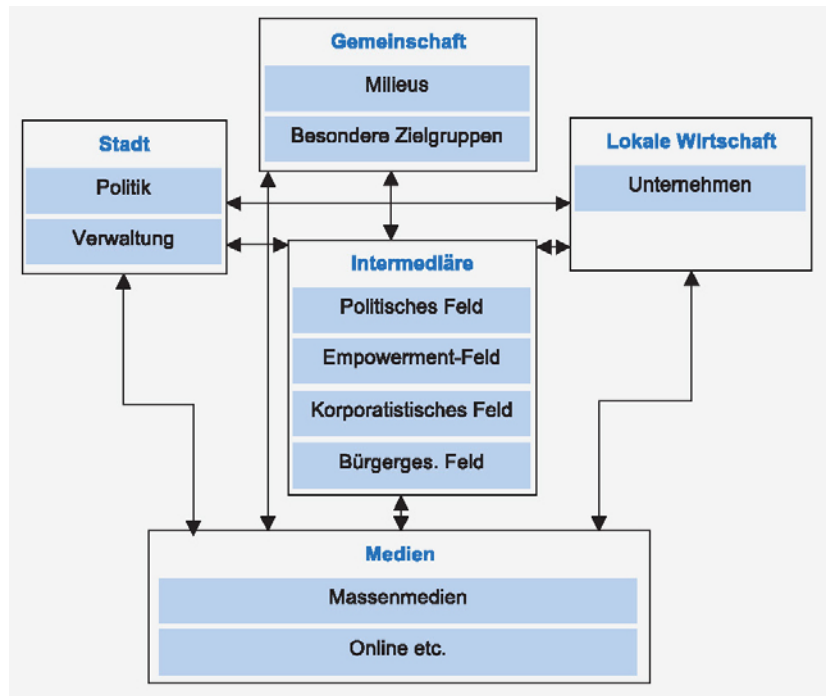 Gemeinschaft
Milieus
Besondere Zielgruppen
Stadt
Politik
Verwaltung
Lokale Wirtschaft
Unternehmen
Intermediäre
Politisches Feld
Empowerment-Feld
Korporatistisches Feld
Bürgerges. Feld
Medien
Massenmedien
Online etc.